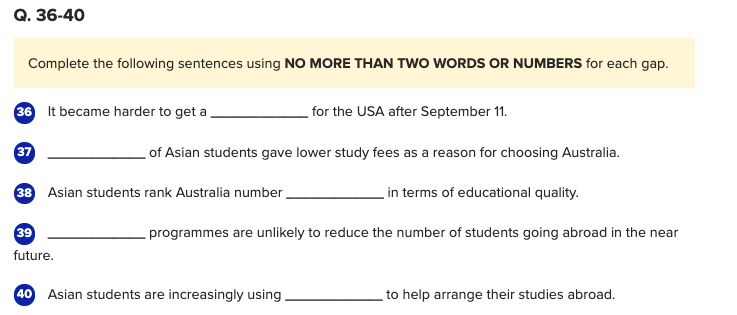 Q. 36-40
Complete the following sentences using NO MORE THAN TWO WORDS OR NUMBERS for each gap.
36 It became harder to get a ____________ for the USA after September 11.
37 ____________ of Asian students gave lower study fees as a reason for choosing Australia.
38 Asian students rank Australia number ____________ in terms of educational quality.
39 ____________ programmes are unlikely to reduce the number of students going abroad in the near
future.
40 Asian students are increasingly using ____________ to help arrange their studies abroad.